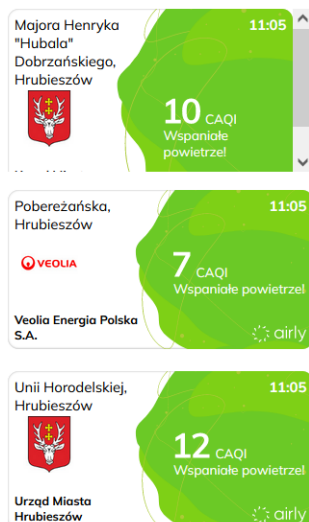 Majora Henryka
"Hubala"
Dobrzańskiego,
Hrubieszów
11:05
10 CAQI
Wspaniałe
powietrze!
Pobereżańska,
Hrubieszów
11:05
VEOLIA
7 CAQI
Wspaniałe powietrze!
Veolia Energia Polska
S.A.
airly
Unii Horodelskiej,
Hrubieszów
11:05
12 CAQI
Wspaniałe powietrze!
Urząd Miasta
Hrubieszów
airly